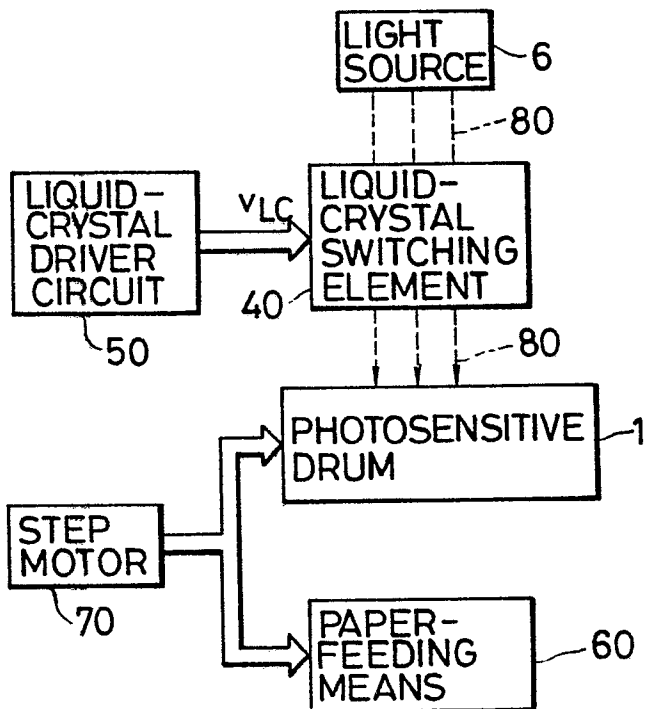 LIGHT
SOURCE
6
80
LIQUID-
CRYSTAL
DRIVER
CIRCUIT
50
VLC
LIQUID-
CRYSTAL
SWITCHING
ELEMENT
40
80
PHOTOSENSITIVE
DRUM
1
STEP
MOTOR
70
PAPER-
FEEDING
MEANS
60